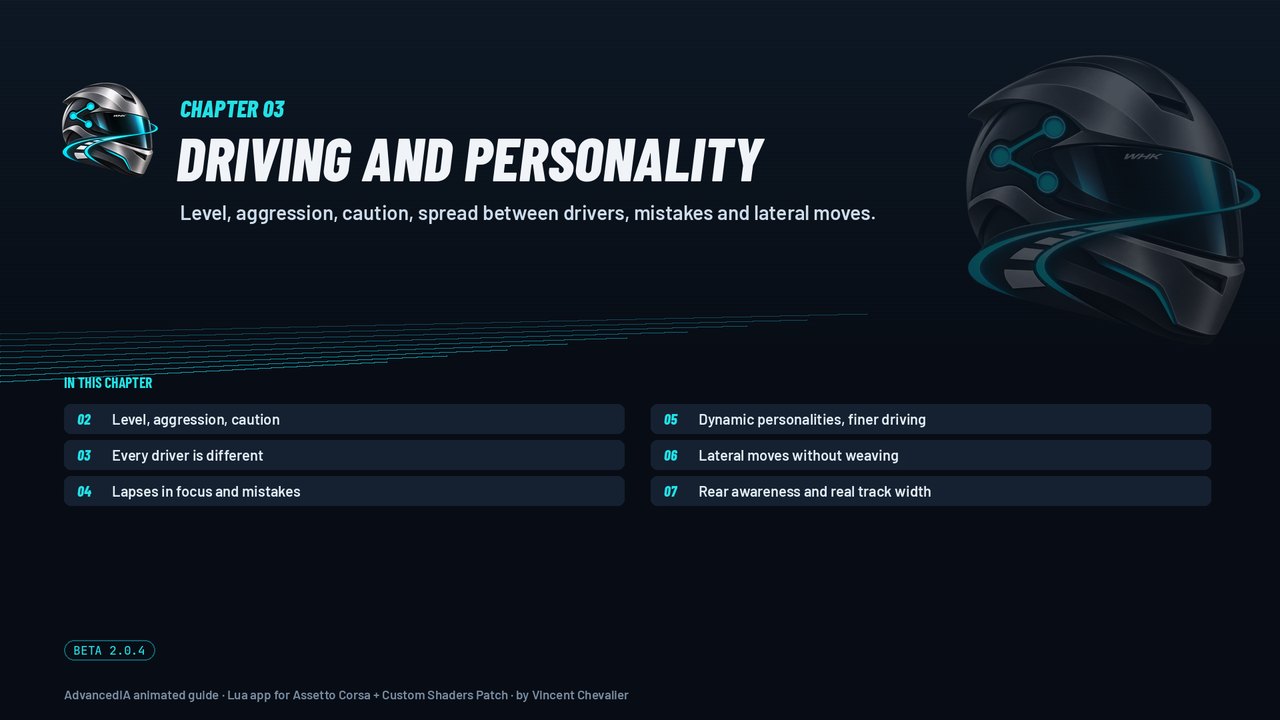 CHAPTER 03
DRIVING AND PERSONALITY
Level, aggression, caution, spread between drivers, mistakes and lateral moves.
WHK
IN THIS CHAPTER
02 Level, aggression, caution
03 Every driver is different
04 Lapses in focus and mistakes
05 Dynamic personalities, finer driving
06 Lateral moves without weaving
07 Rear awareness and real track width
BETA 2.0.4
AdvancedIA animated guide · Lua app for Assetto Corsa + Custom Shaders Patch · by Vincent Chevalier